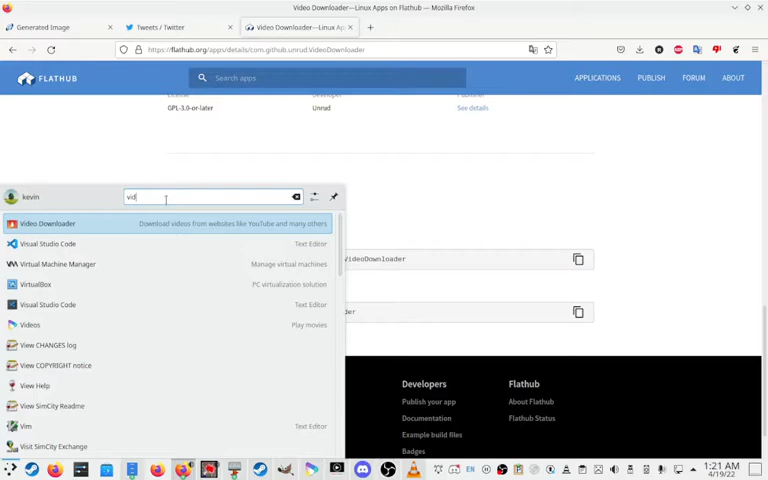 Video Downloader—Linux Apps on Flathub — Mozilla Firefox
Generated Image
Tweets / Twitter
Video Downloader—Linux Ap
https://flathub.org/apps/details/com.github.unrud.VideoDownloader
FLATHUB
Search apps
APPLICATIONS
PUBLISH
FORUM
ABOUT
GPL-3.0-or-later
Unrud
See details
kevin
vid
Video Downloader
Download videos from websites like YouTube and many others
Visual Studio Code
Text Editor
Virtual Machine Manager
Manage virtual machines
VirtualBox
PC virtualization solution
Visual Studio Code
Text Editor
Videos
Play movies
View CHANGES log
View COPYRIGHT notice
View Help
View SimCity Readme
Vim
Text Editor
Visit SimCity Exchange
VideoDownloader
der
Developers
Publish your app
Documentation
Example build files
Badges
Flathub
About Flathub
Flathub Status
EN
1:21 AM
4/19/22